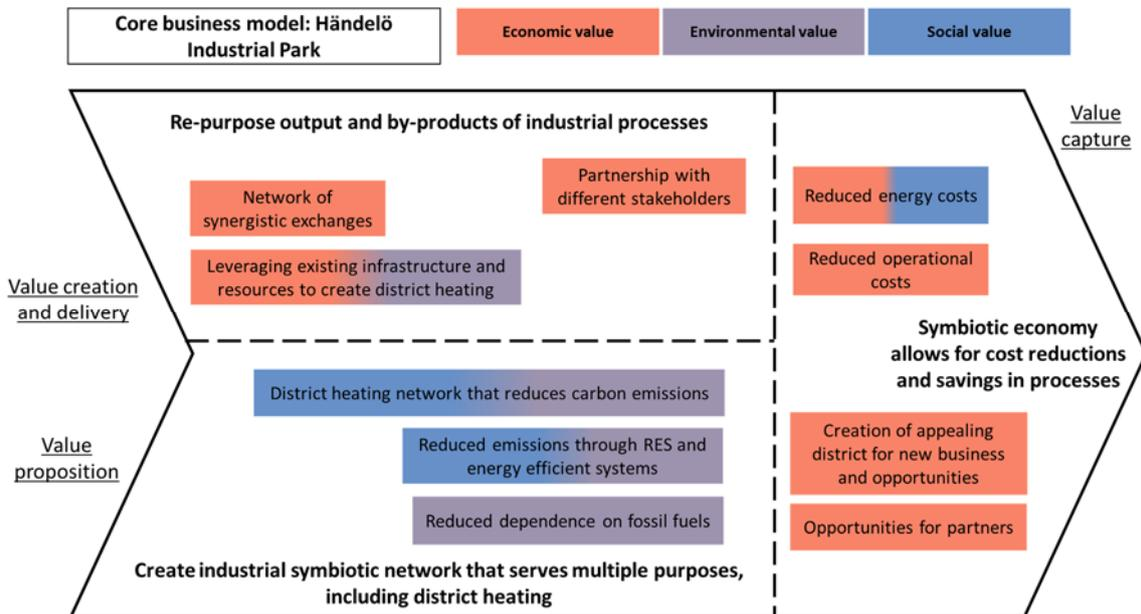 Core business model: Händelö
Industrial Park
Economic value
Environmental value
Social value
Value
capture
Re-purpose output and by-products of industrial processes
Partnership with
different stakeholders
Network of
synergistic exchanges
Leveraging existing infrastructure and
resources to create district heating
Value creation
and delivery
Reduced energy costs
Reduced operational
costs
Symbiotic economy
allows for cost reductions
and savings in processes
Value
proposition
District heating network that reduces carbon emissions
Reduced emissions through RES and
energy efficient systems
Reduced dependence on fossil fuels
Create industrial symbiotic network that serves multiple purposes,
including district heating
Creation of appealing
district for new business
and opportunities
Opportunities for partners